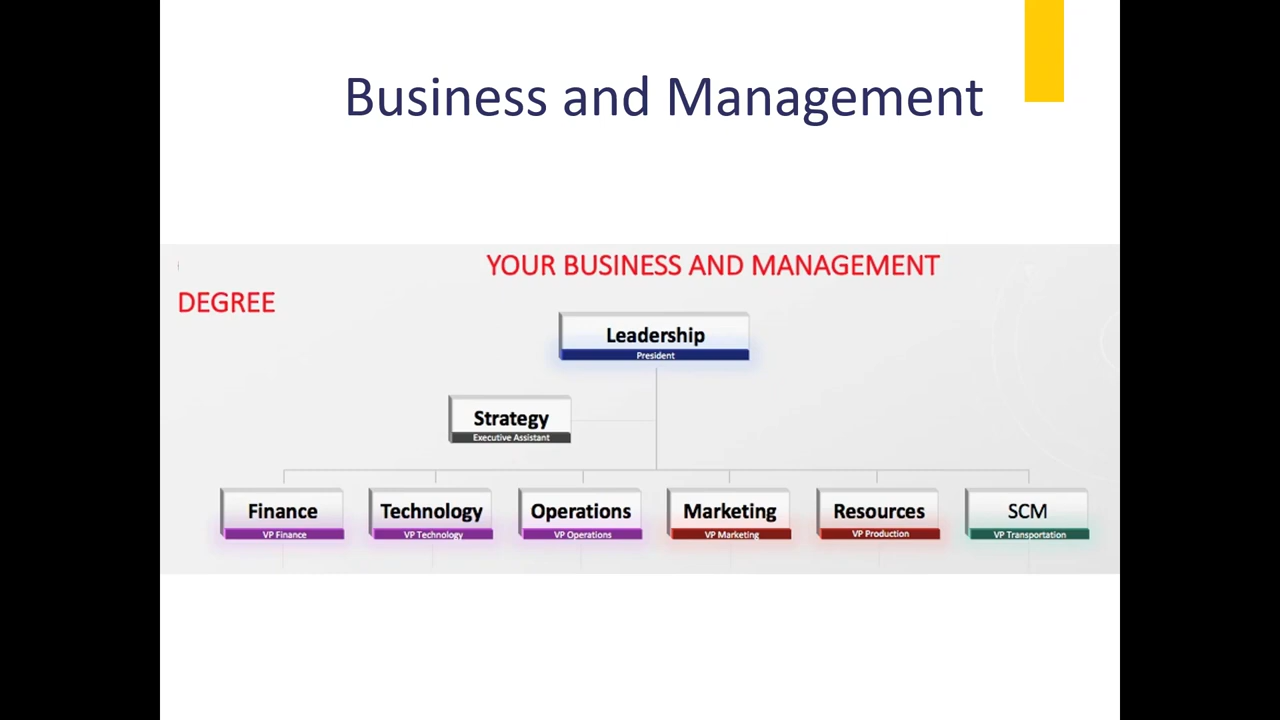 Business and Management
YOUR BUSINESS AND MANAGEMENT
DEGREE
Leadership
President
Strategy
Executive Assistant
Finance Technology Operations Marketing Resources SCM
VP Finance VP Technology VP Operations VP Marketing VP Production VP Transportation